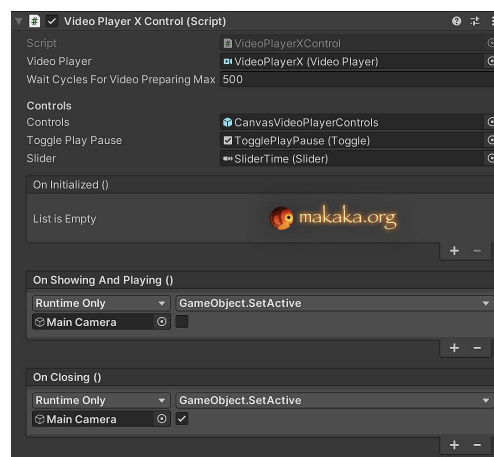 Video Player X Control (Script)
Script VideoPlayerXControl
Video Player VideoPlayerX (Video Player)
Wait Cycles For Video Preparing Max 500
Controls
Controls CanvasVideoPlayerControls
Toggle Play Pause TogglePlayPause (Toggle)
Slider SliderTime (Slider)
On Initialized ()
List is Empty
makaka.org
On Showing And Playing ()
Runtime Only GameObject.SetActive
Main Camera
On Closing ()
Runtime Only GameObject.SetActive
Main Camera